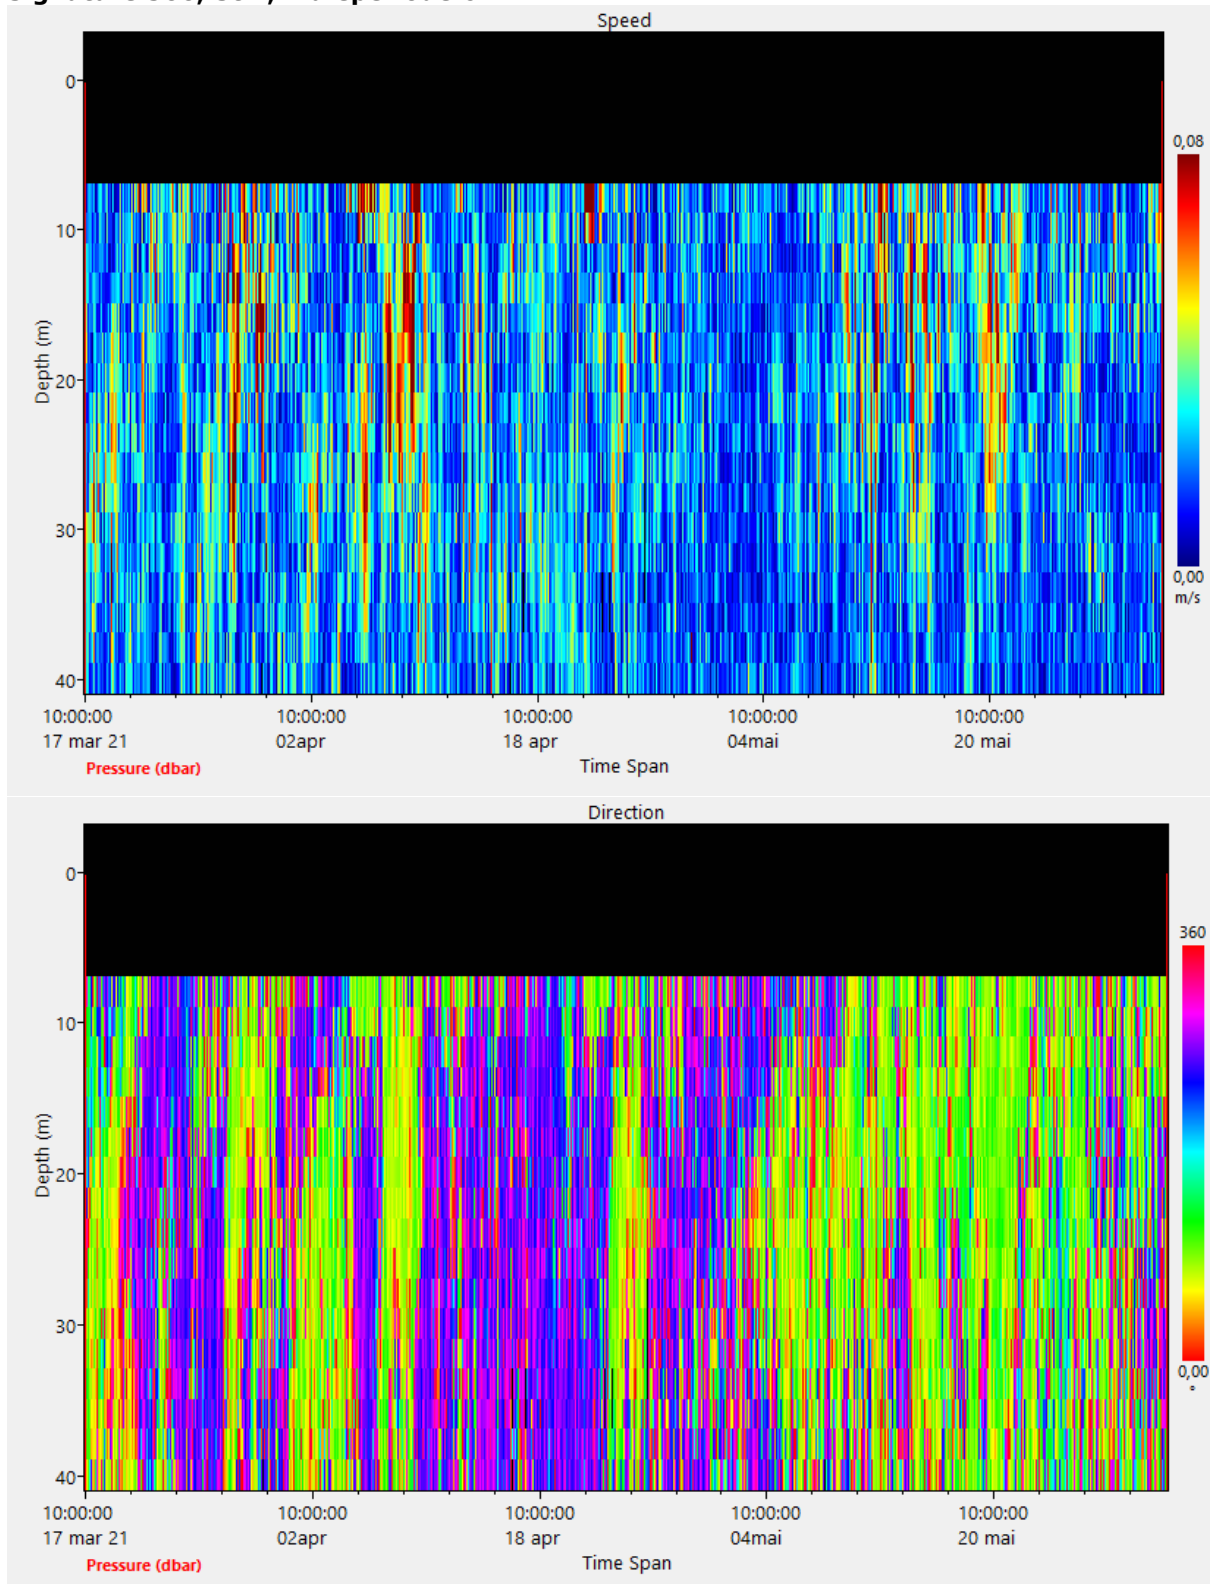 Speed
0
10
20
30
40
Depth (m)
0,08
0,00
m/s
10:00:00 10:00:00 10:00:00 10:00:00 10:00:00
17 mar 21 02apr 18 apr 04mai 20 mai
Pressure (dbar) Time Span
Direction
0
10
20
30
40
Depth (m)
360
0,00
°
10:00:00 10:00:00 10:00:00 10:00:00 10:00:00
17 mar 21 02apr 18 apr 04mai 20 mai
Pressure (dbar) Time Span